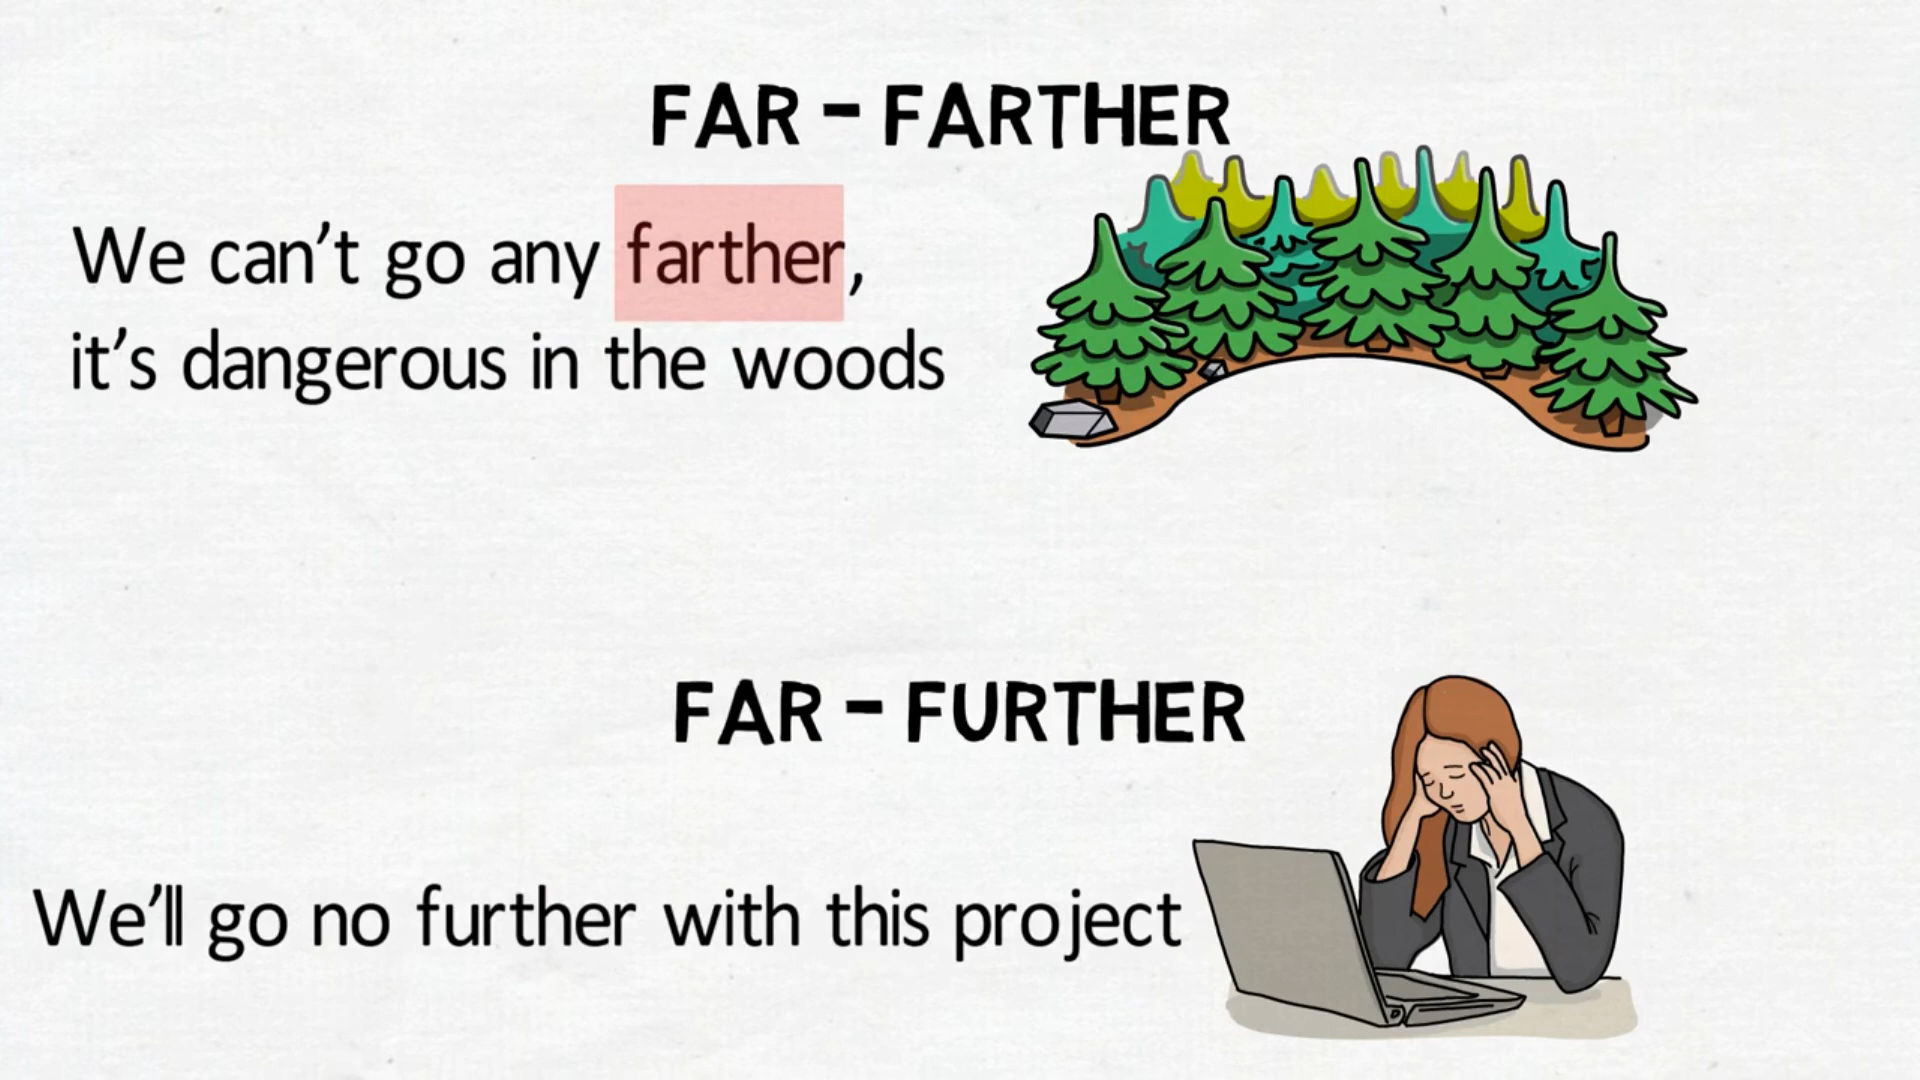 FAR - FARTHER
We can't go any farther,
it's dangerous in the woods
FAR - FURTHER
We'll go no further with this project